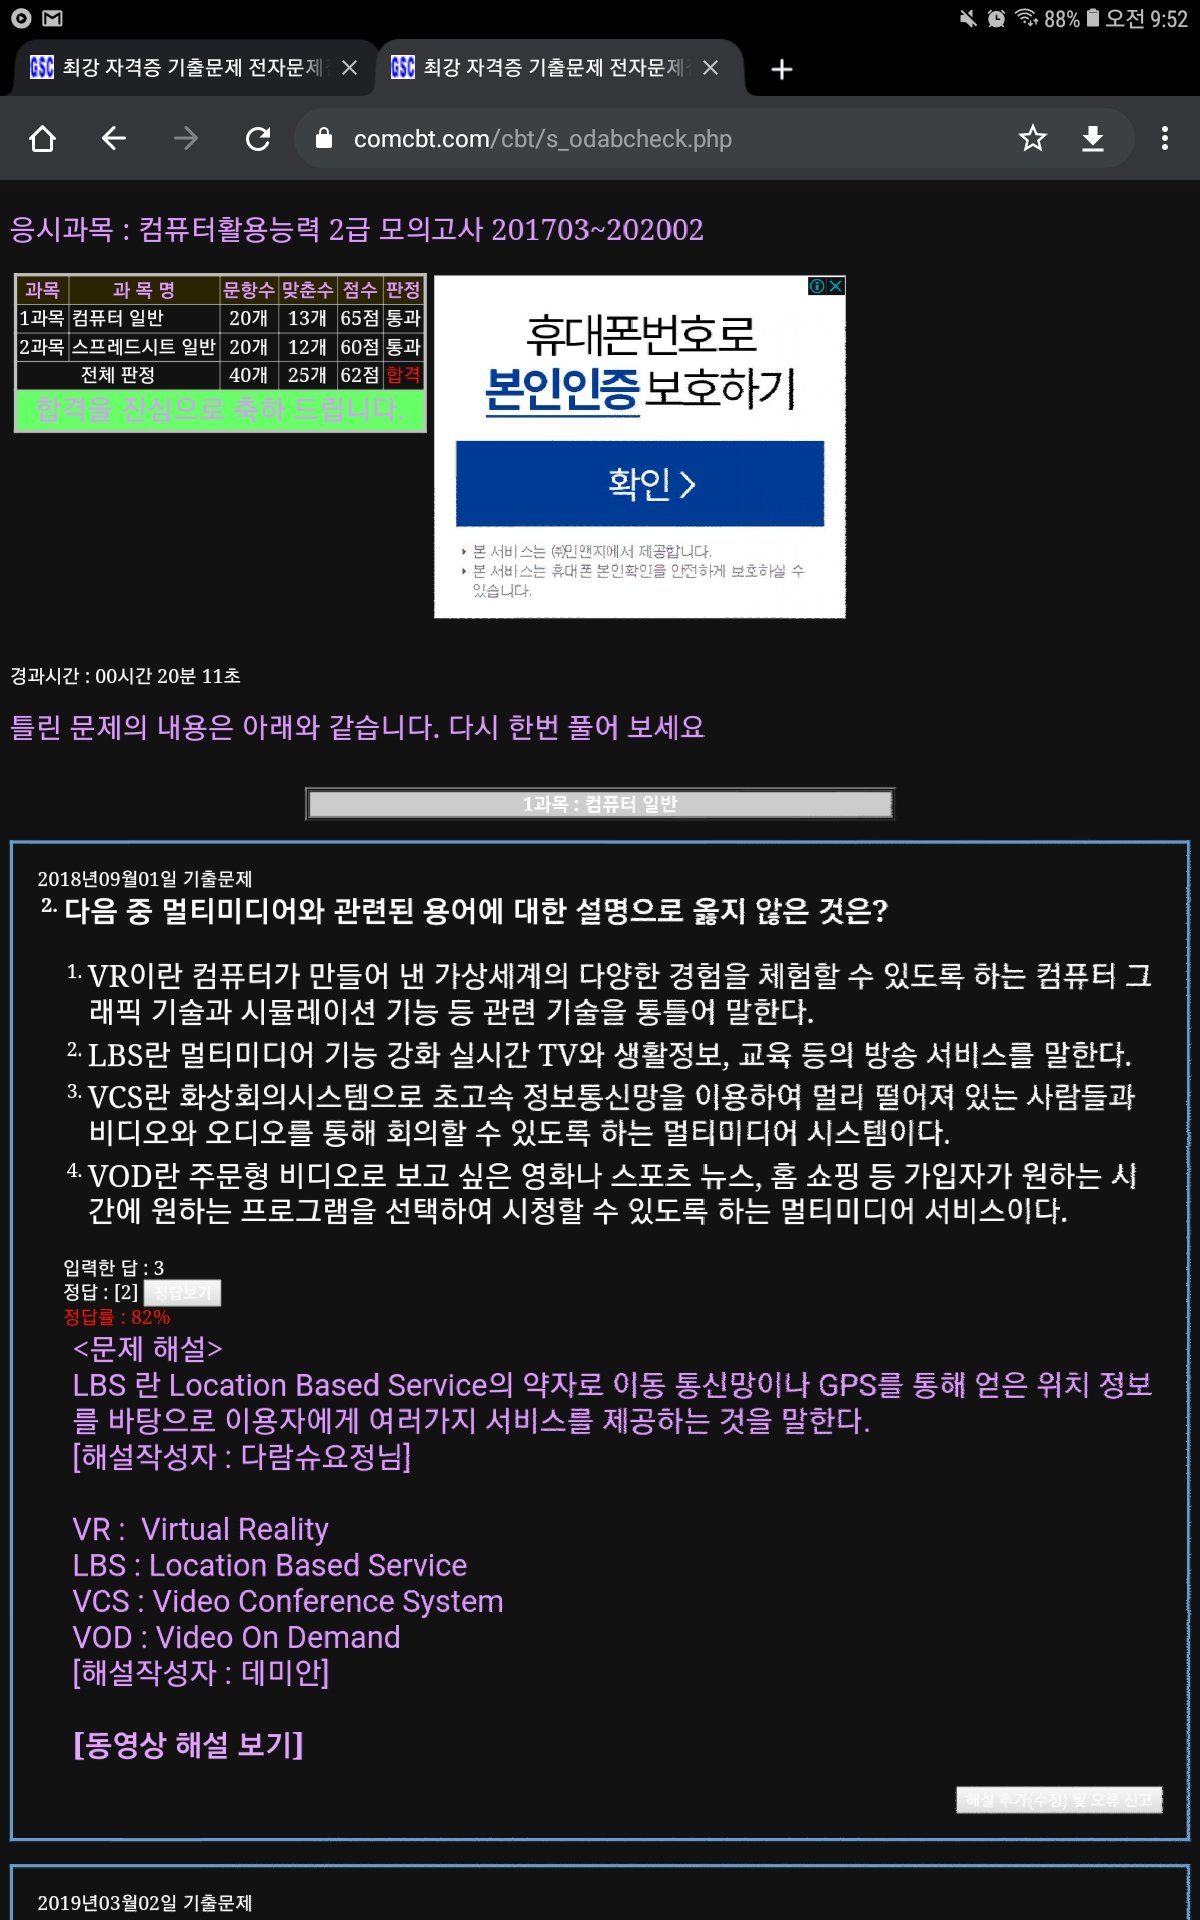 88% 오전 9:52
GSC 최강 자격증 기출문제 전자문제
GSC 최강 자격증 기출문제 전자문제
comcbt.com/cbt/s_odabcheck.php
응시과목 : 컴퓨터활용능력 2급 모의고사 201703~202002
과목 과 목 명 문항수 맞춘수 점수 판정
1과목 컴퓨터 일반 20개 13개 65점 통과
2과목 스프레드시트 일반 20개 12개 60점 통과
전체 판정 40개 25개 62점 합격
합격을 진심으로 축하 드립니다.
휴대폰번호로
본인인증 보호하기
확인 >
본 서비스는 ㈜민앤지에서 제공합니다.
본 서비스는 휴대폰 본인확인을 안전하게 보호하실 수
있습니다.
경과시간 : 00시간 20분 11초
틀린 문제의 내용은 아래와 같습니다. 다시 한번 풀어 보세요
1과목 : 컴퓨터 일반
2018년09월01일 기출문제
2. 다음 중 멀티미디어와 관련된 용어에 대한 설명으로 옳지 않은 것은?
1. VR이란 컴퓨터가 만들어 낸 가상세계의 다양한 경험을 체험할 수 있도록 하는 컴퓨터 그
래픽 기술과 시뮬레이션 기능 등 관련 기술을 통틀어 말한다.
2. LBS란 멀티미디어 기능 강화 실시간 TV와 생활정보, 교육 등의 방송 서비스를 말한다.
3. VCS란 화상회의시스템으로 초고속 정보통신망을 이용하여 멀리 떨어져 있는 사람들과
비디오와 오디오를 통해 회의할 수 있도록 하는 멀티미디어 시스템이다.
4. VOD란 주문형 비디오로 보고 싶은 영화나 스포츠 뉴스, 홈 쇼핑 등 가입자가 원하는 시
간에 원하는 프로그램을 선택하여 시청할 수 있도록 하는 멀티미디어 서비스이다.
입력한 답 : 3
정답 : [2] 정답보기
정답률 : 82%
<문제 해설>
LBS 란 Location Based Service의 약자로 이동 통신망이나 GPS를 통해 얻은 위치 정보
를 바탕으로 이용자에게 여러가지 서비스를 제공하는 것을 말한다.
[해설작성자 : 다람슈요정님]
VR : Virtual Reality
LBS : Location Based Service
VCS : Video Conference System
VOD : Video On Demand
[해설작성자 : 데미안]
[동영상 해설 보기]
해설 추가(수정) 및 오류 신고
2019년03월02일 기출문제